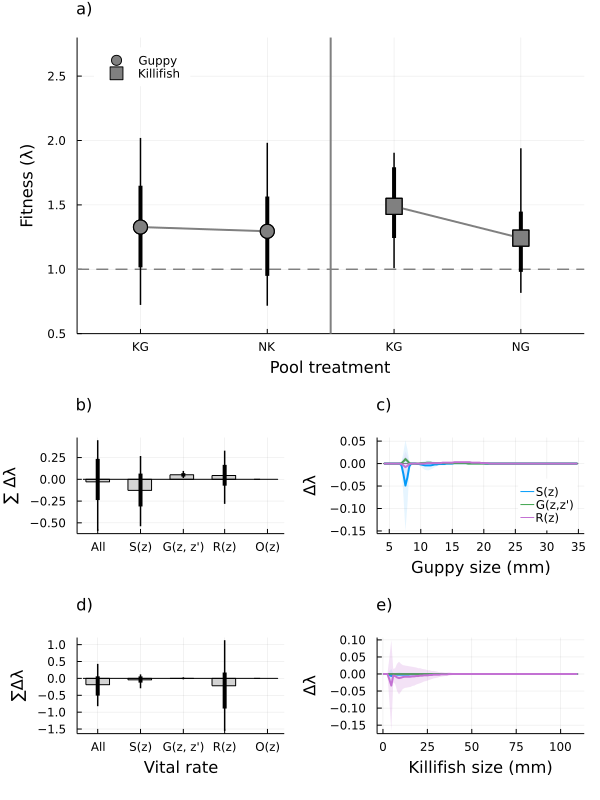 a)
Guppy
Killifish
2.5
2.0
1.5
1.0
0.5
Fitness (λ)
KG NK KG NG
Pool treatment
b)
0.25
0.00
−0.25
−0.50
∑ Δλ
All S(z) G(z, z') R(z) O(z)
c)
0.05
0.00
−0.05
−0.10
−0.15
Δλ
S(z)
G(z,z')
R(z)
5 10 15 20 25 30 35
Guppy size (mm)
d)
1.0
0.5
0.0
−0.5
−1.0
−1.5
∑Δλ
All S(z) G(z, z') R(z) O(z)
Vital rate
e)
0.10
0.05
0.00
−0.05
−0.10
−0.15
Δλ
0 25 50 75 100
Killifish size (mm)